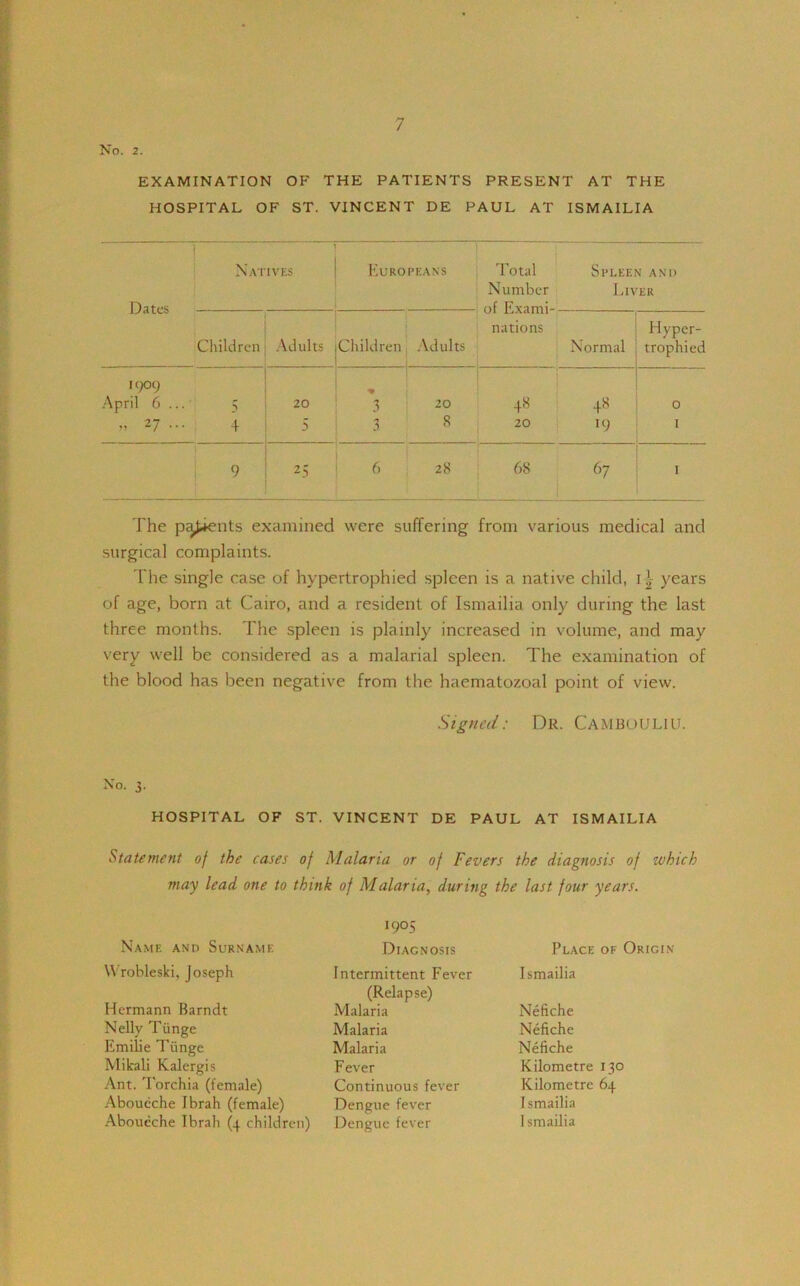 7
No. 2.
EXAMINATION OF THE PATIENTS PRESENT AT THE
HOSPITAL OF ST. VINCENT DE PAUL AT ISMAILIA
Dates Natives Europeans Total Number of Exami-nations Spleen and Liver
Children Adults Children Adults Normal Hyper-trophied
1909
April 6 ... 5 20 3 20 48 48 0
„ 27 ... 4 5 3 8 20 19 1
9 25 6 28 68 67 1
The patients examined were suffering from various medical and
surgical complaints.
The single case of hypertrophied spleen is a native child, 1½ years
of age, born at Cairo, and a resident of Ismailia only during the last
three months. The spleen is plainly increased in volume, and may
very well be considered as a malarial spleen. The examination of
the blood has been negative from the haematozoal point of view.
Signed: Dr. Cambouliu.
No. 3.
HOSPITAL OF ST. VINCENT DE PAUL AT ISMAILIA
Statement of the cases of Malaria or of Fevers the diagnosis of which
may lead one to think of Malaria, during the last four years.
1905
Name and Surname Diagnosis Place of Origin
Wrobleski, Joseph Intermittent Fever Ismailia
(Relapse)
Hermann Barndt Malaria Néfiche
Nelly Tünge Malaria Néfiche
Emilie Tünge Malaria Néfiche
Mikali Kalergis Fever Kilometre 130
Ant. Torchia (female) Continuous fever Kilometre 64
Abouèche Ibrah (female) Dengue fever Ismailia
Abouèche Ibrah (4 children) Dengue fever Ismailia